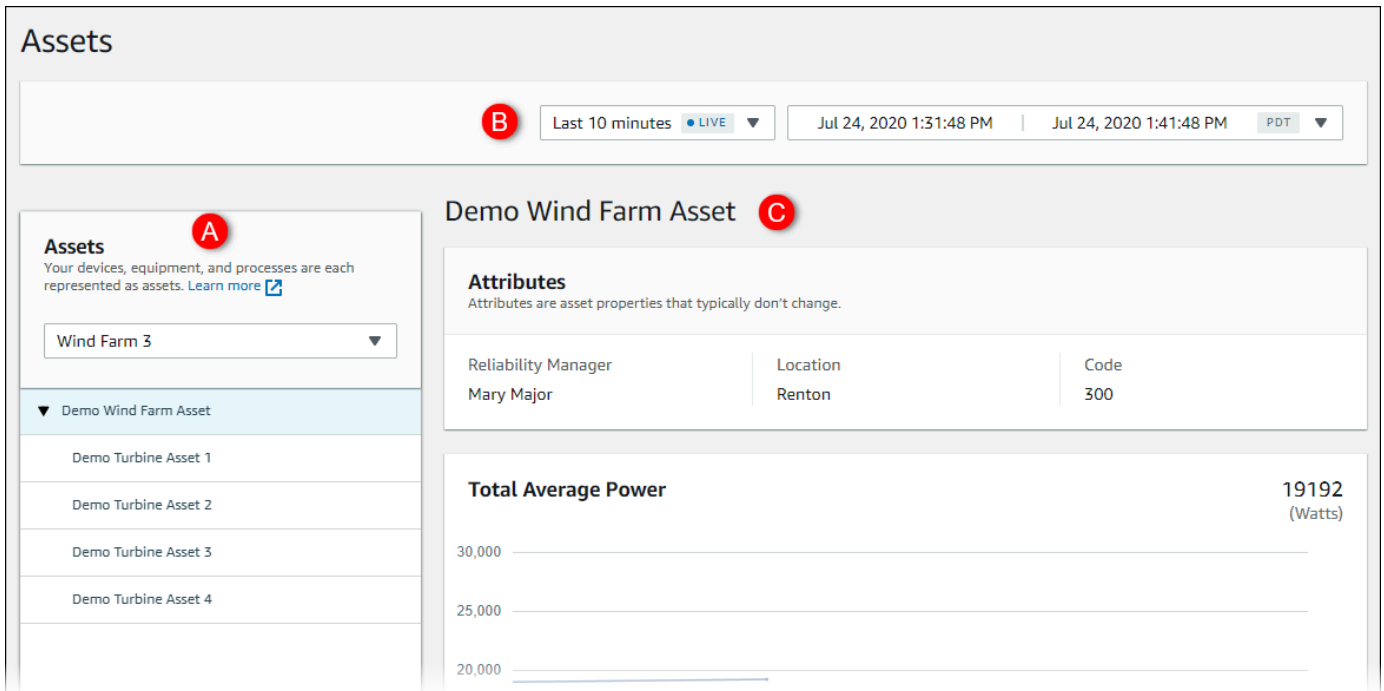 Assets
B
Last 10 minutes LIVE
Jul 24, 2020 1:31:48 PM | Jul 24, 2020 1:41:48 PM PDT
A
Assets
Your devices, equipment, and processes are each
represented as assets. Learn more
Wind Farm 3
Demo Wind Farm Asset
Demo Turbine Asset 1
Demo Turbine Asset 2
Demo Turbine Asset 3
Demo Turbine Asset 4
Demo Wind Farm Asset C
Attributes
Attributes are asset properties that typically don't change.
Reliability Manager
Mary Major
Location
Renton
Code
300
Total Average Power
19192
(Watts)
30,000
25,000
20,000